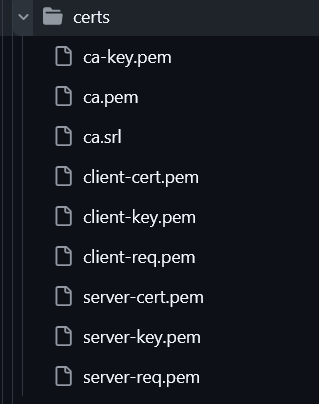 certs
ca-key.pem
ca.pem
ca.srl
client-cert.pem
client-key.pem
client-req.pem
server-cert.pem
server-key.pem
server-req.pem